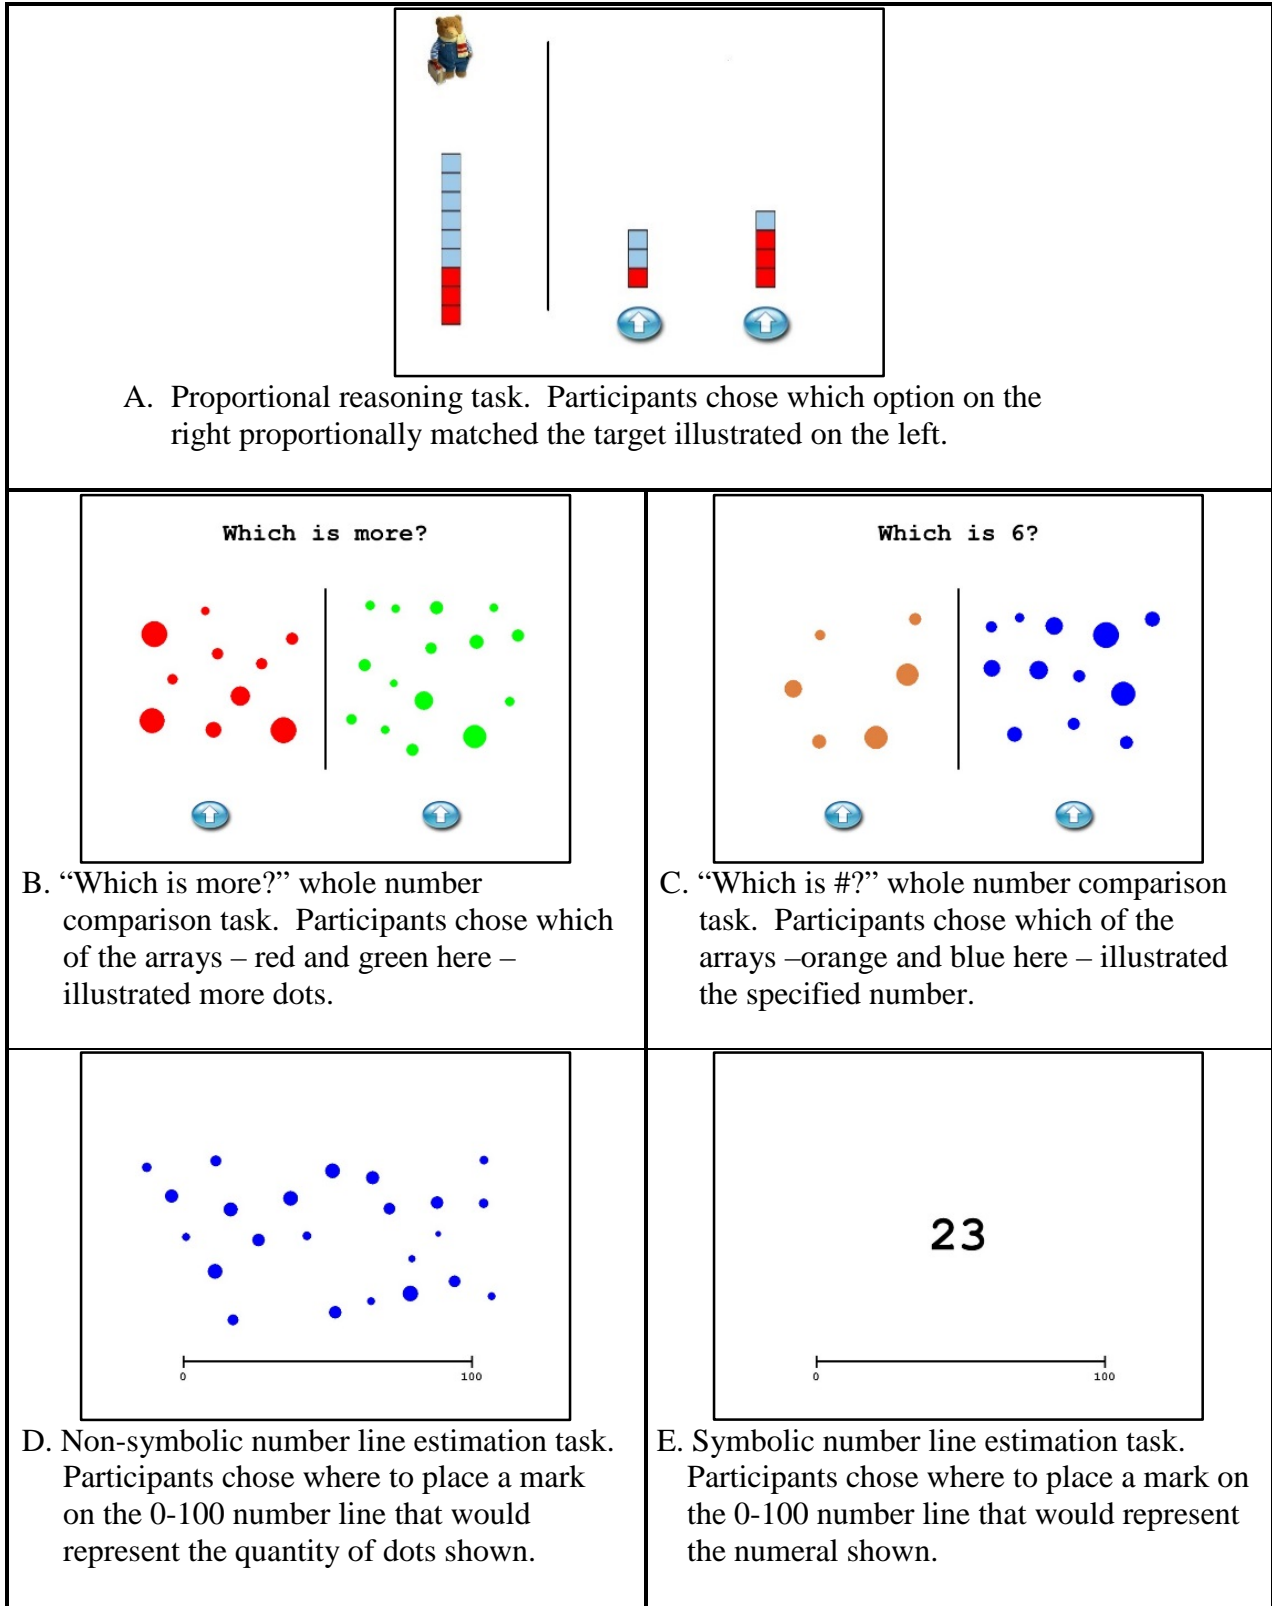 A. Proportional reasoning task. Participants chose which option on the
right proportionally matched the target illustrated on the left.
Which is more?
B. “Which is more?” whole number
comparison task. Participants chose which
of the arrays – red and green here –
illustrated more dots.
Which is 6?
C. “Which is #?” whole number comparison
task. Participants chose which of the
arrays –orange and blue here – illustrated
the specified number.
0 100
D. Non-symbolic number line estimation task.
Participants chose where to place a mark
on the 0-100 number line that would
represent the quantity of dots shown.
23
0 100
E. Symbolic number line estimation task.
Participants chose where to place a mark on
the 0-100 number line that would represent
the numeral shown.